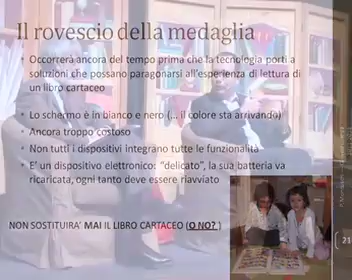 Il rovescio della medaglia
Occorrerà ancora del tempo prima che la tecnologia porti a
soluzioni che possano paragonarsi all'esperienza di lettura di
un libro cartaceo
Lo schermo è in bianco e nero (... il colore sta arrivando)
Ancora troppo costoso
Non tutti i dispositivi integrano tutte le funzionalità
E' un dispositivo elettronico: "delicato", la sua batteria va
ricaricata, ogni tanto deve essere riavviato
NON SOSTITUIRA' MAI IL LIBRO CARTACEO (O NO?)
21